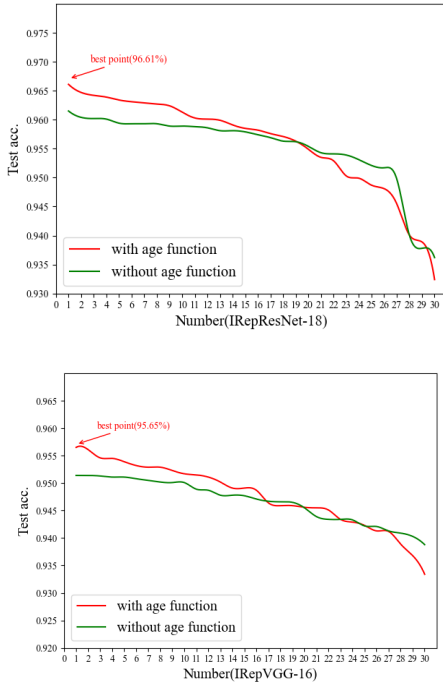 0.975
best point(96.61%)
0.970
0.965
0.960
0.955
0.950
0.945
0.940
0.935
0.930
Test acc.
with age function
without age function
0 1 2 3 4 5 6 7 8 9 10 11 12 13 14 15 16 17 18 19 20 21 22 23 24 25 26 27 28 29 30
Number(IRepResNet-18)
0.965
0.960
best point(95.65%)
0.955
0.950
0.945
0.940
0.935
0.930
0.925
0.920
Test acc.
with age function
without age function
0 1 2 3 4 5 6 7 8 9 10 11 12 13 14 15 16 17 18 19 20 21 22 23 24 25 26 27 28 29 30
Number(IRepVGG-16)